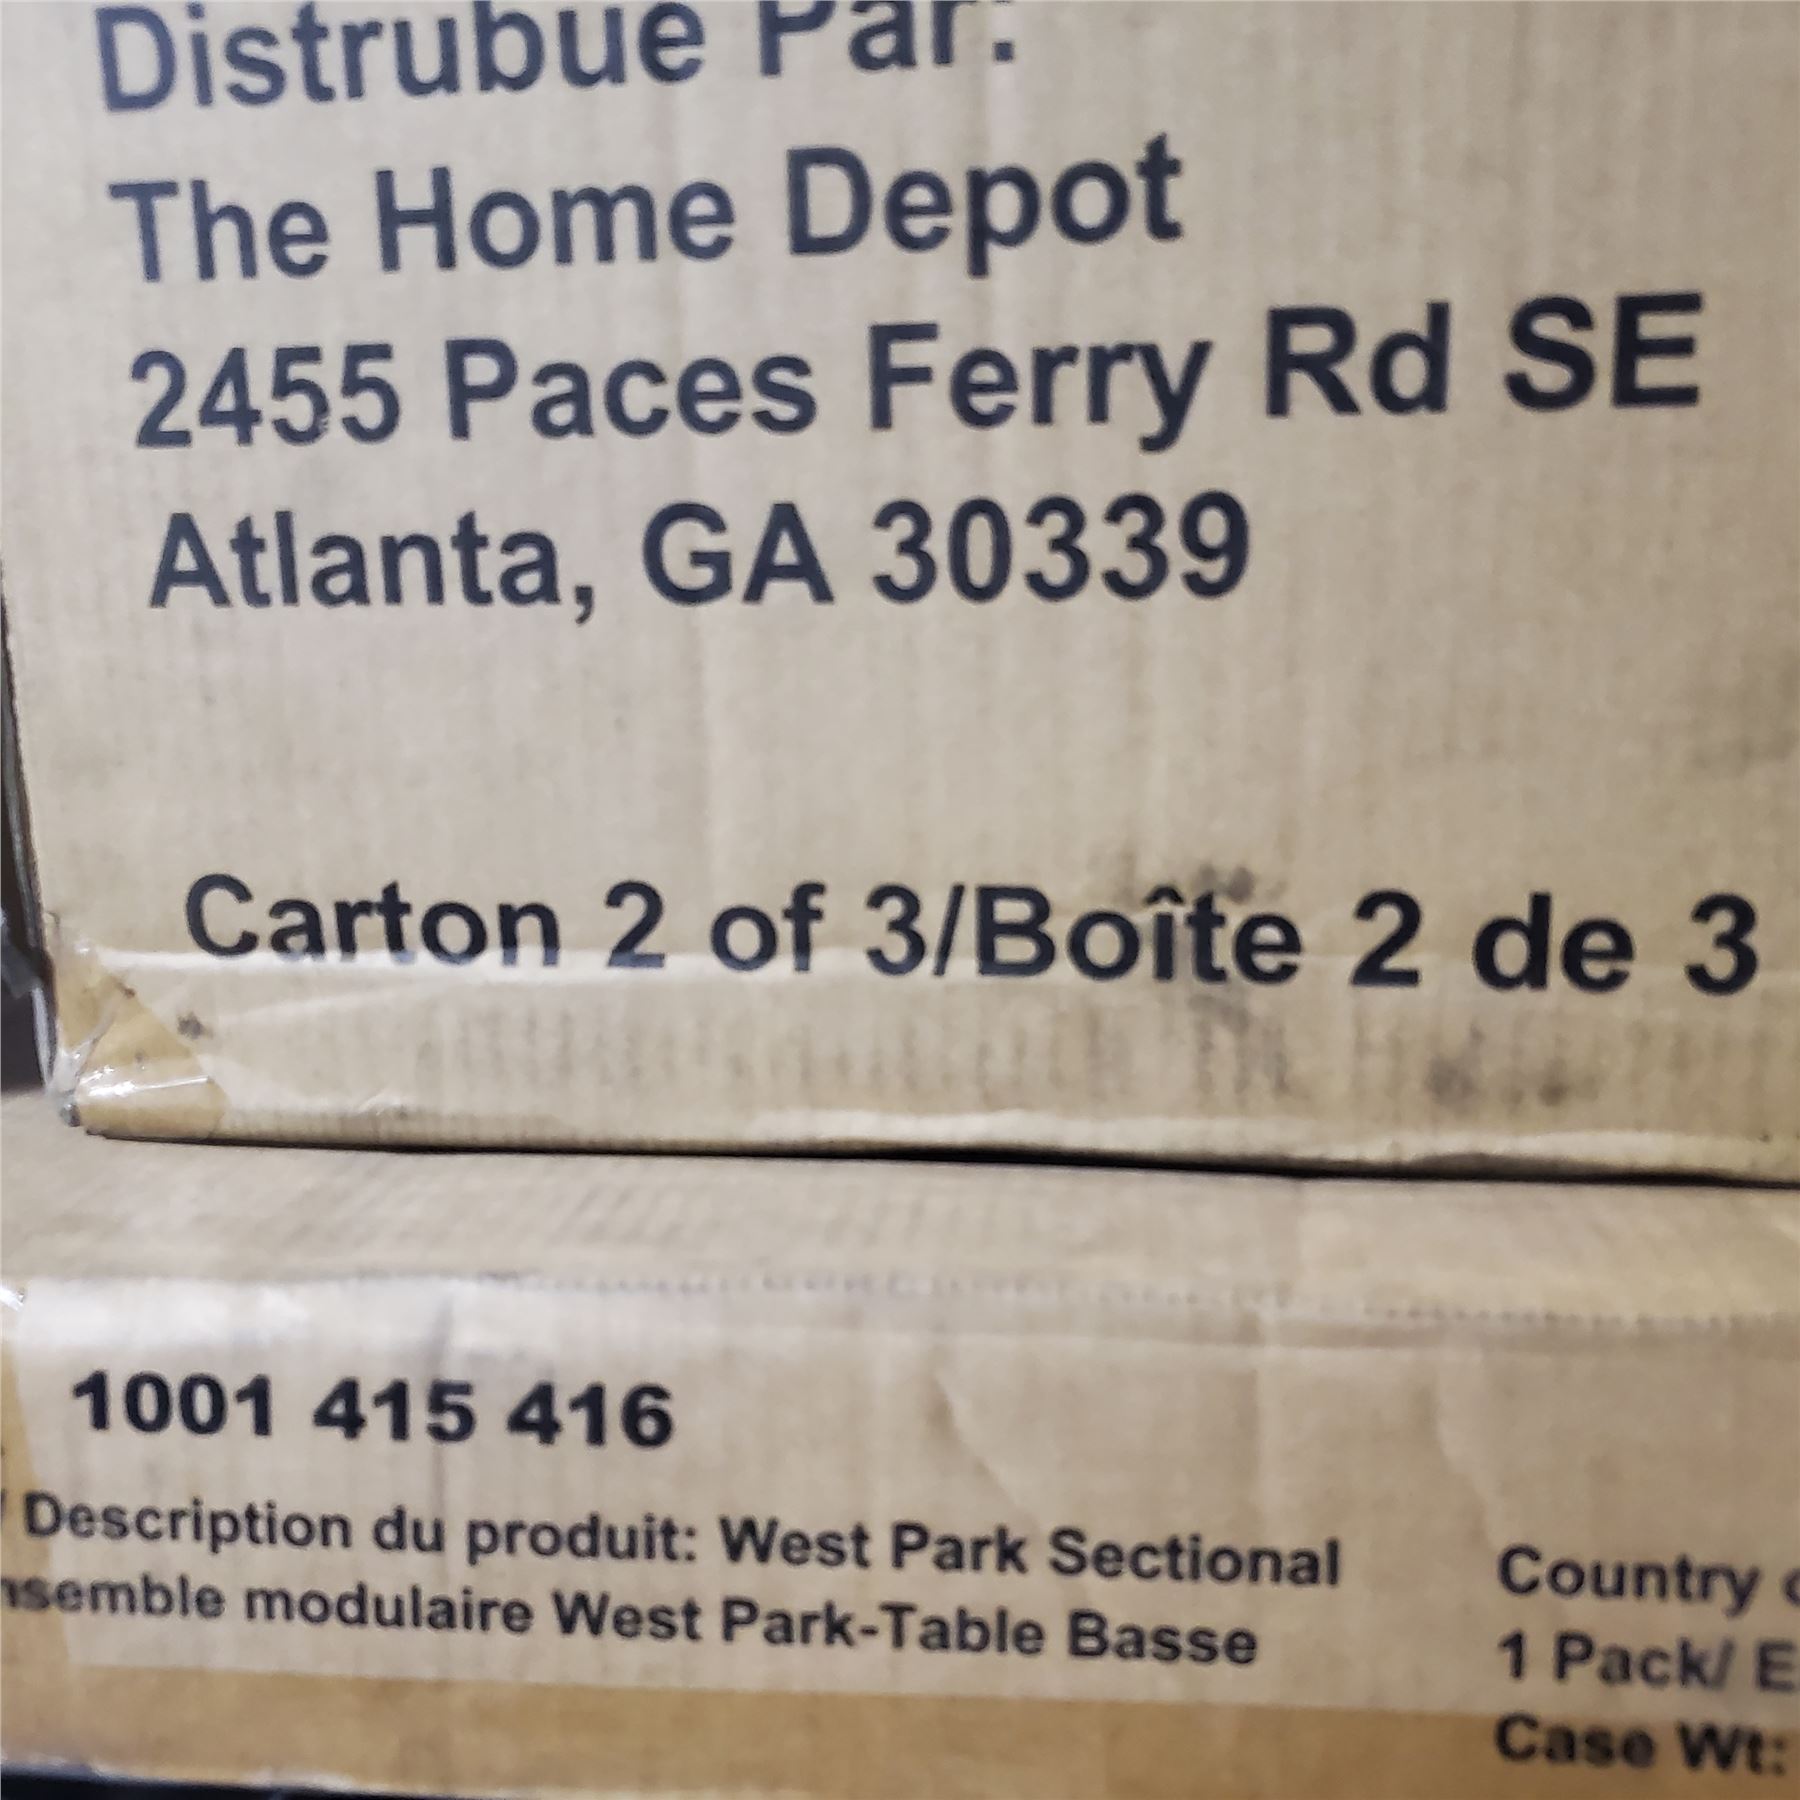 Distrubue Par:
The Home Depot
2455 Paces Ferry Rd SE
Atlanta, GA 30339
Carton 2 of 3/Boîte 2 de 3
1001 415 416
/ Description du produit: West Park Sectional
nsemble modulaire West Park-Table Basse
Country
1 Pack/ E
Case Wt: